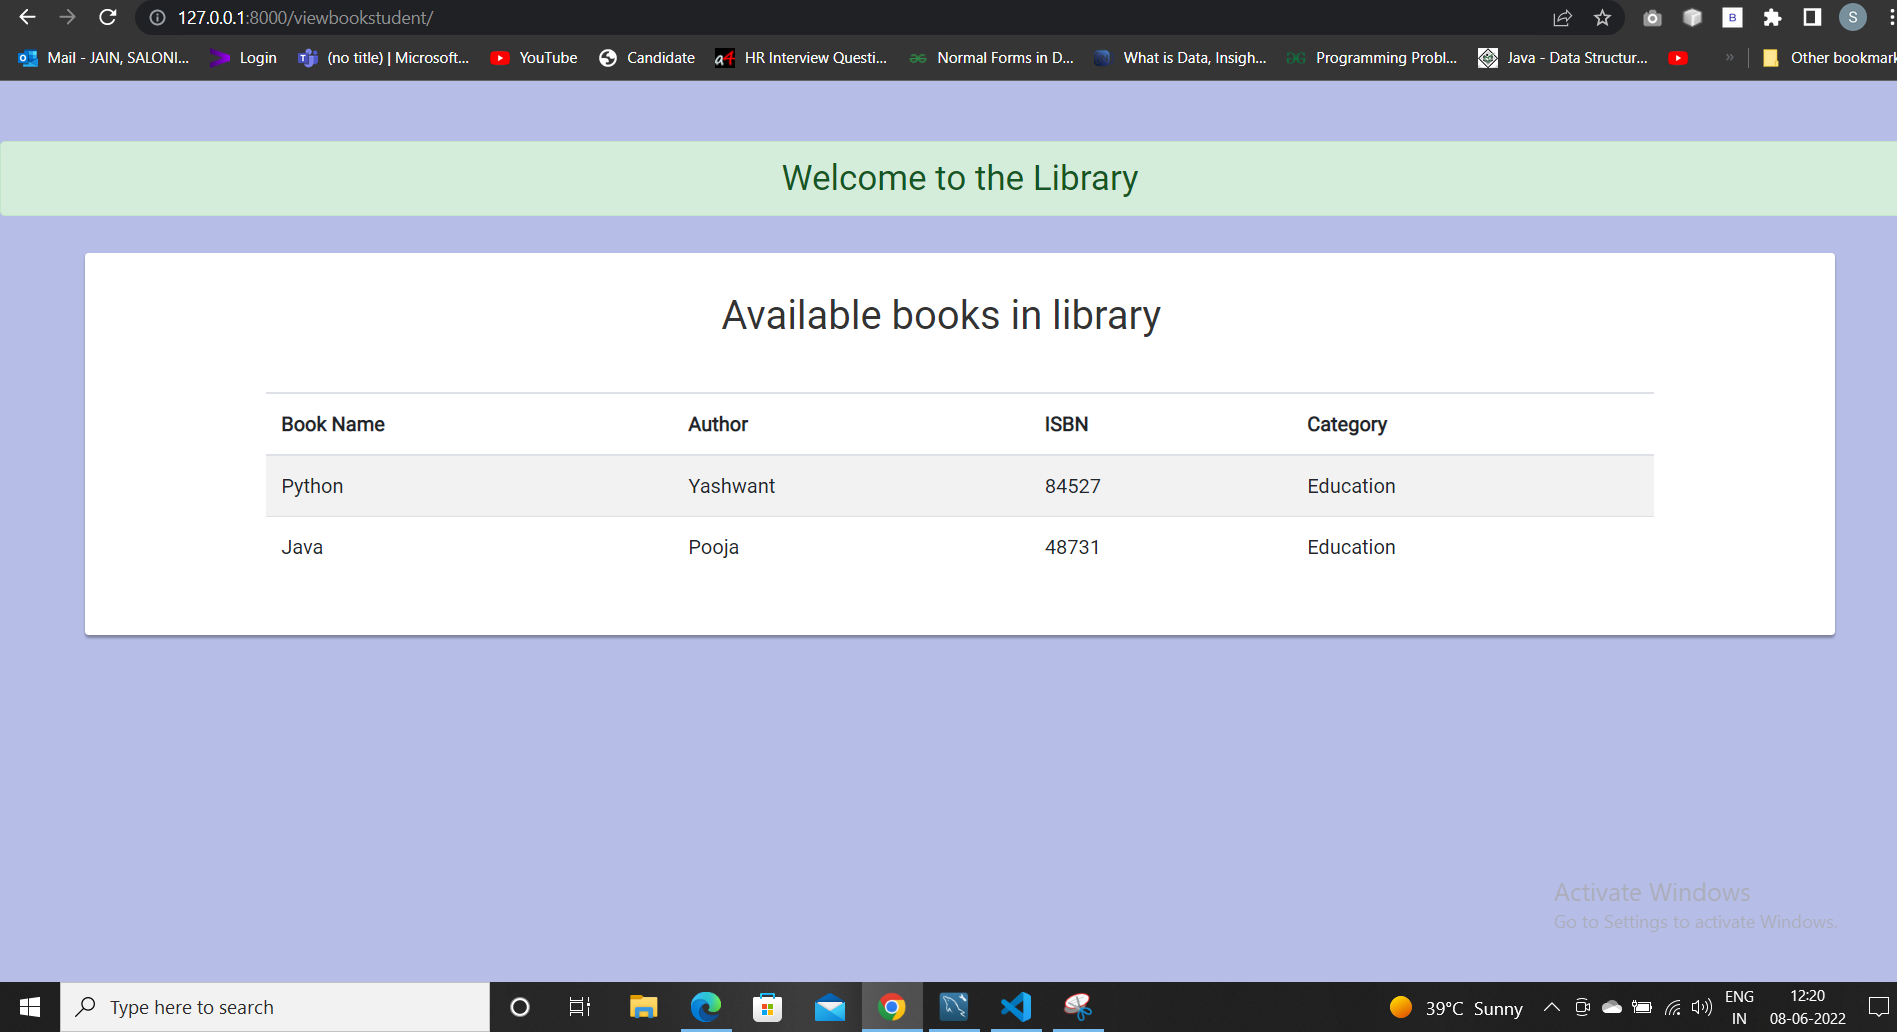 127.0.0.1:8000/viewbookstudent/
S
Mail - JAIN, SALONI... Login (no title) | Microsoft... YouTube Candidate HR Interview Questi... Normal Forms in D... What is Data, Insigh... Programming Probl... Java - Data Structur... » Other bookmark
Welcome to the Library
Available books in library
Book Name Author ISBN Category
Python Yashwant 84527 Education
Java Pooja 48731 Education
Activate Windows
Go to Settings to activate Windows.
Type here to search
39°C Sunny
ENG
IN
12:20
08-06-2022